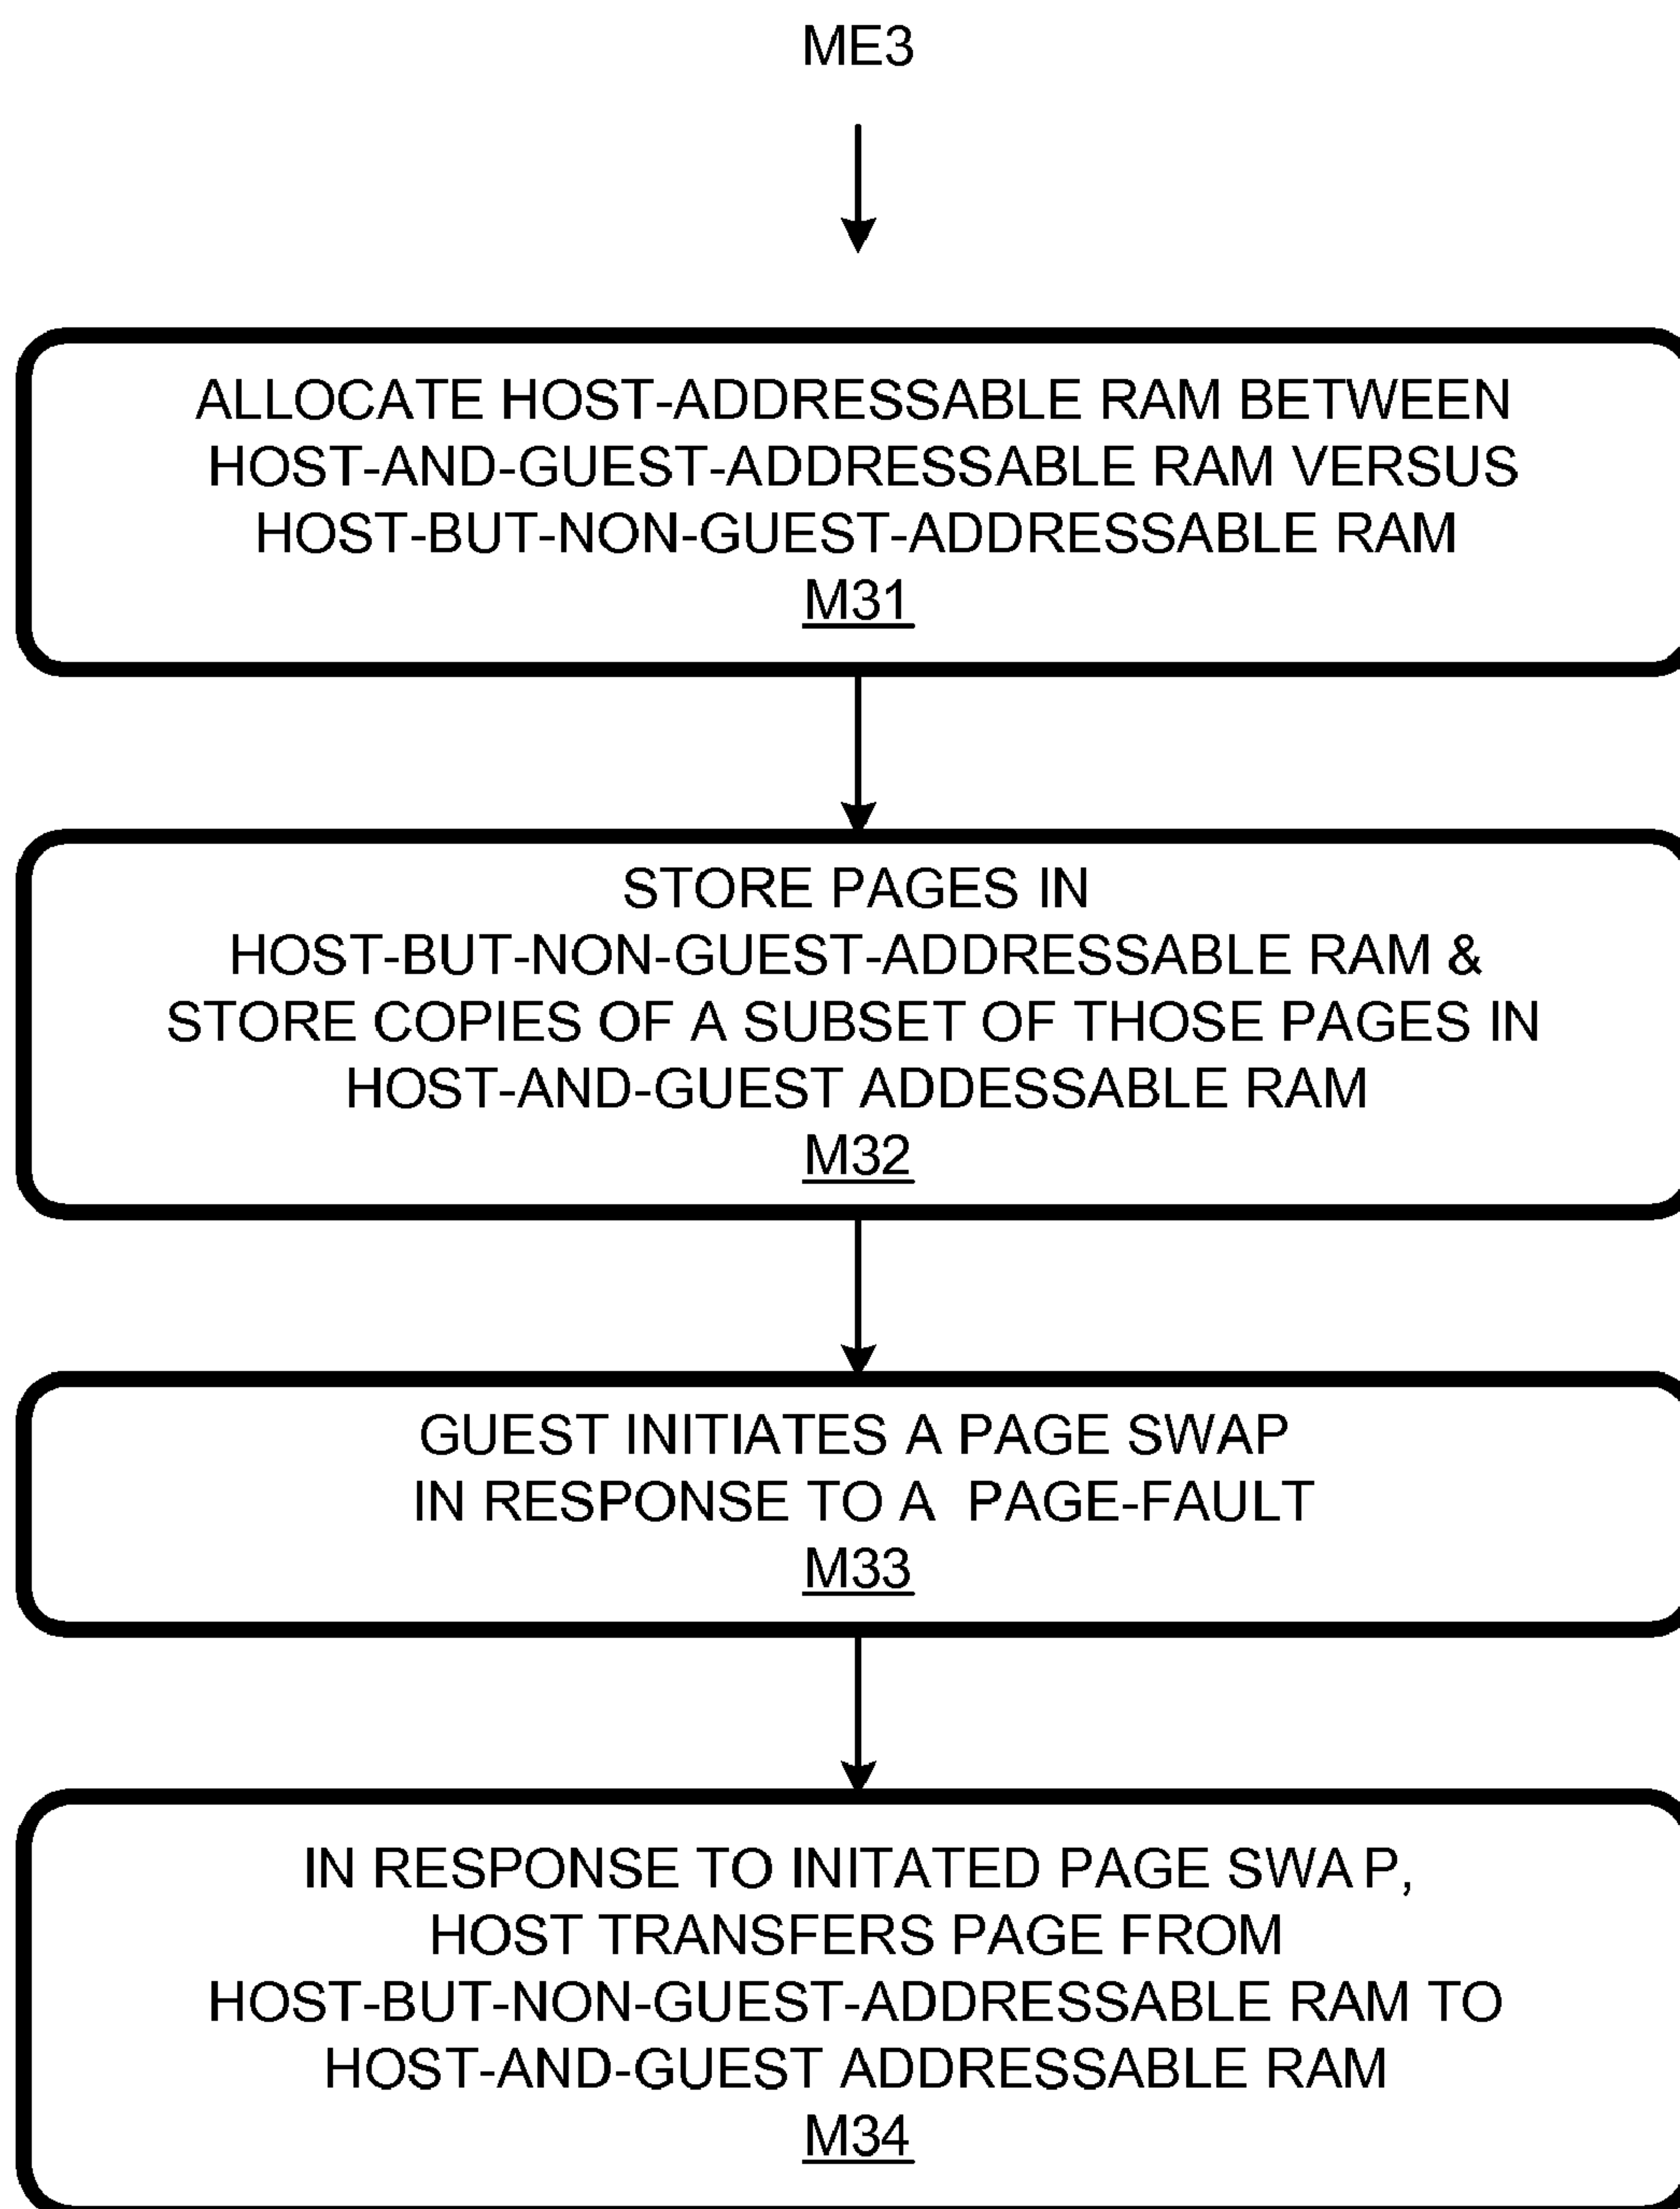 ME3
ALLOCATE HOST-ADDRESSABLE RAM BETWEEN
HOST-AND-GUEST-ADDRESSABLE RAM VERSUS
HOST-BUT-NON-GUEST-ADDRESSABLE RAM
M31
STORE PAGES IN
HOST-BUT-NON-GUEST-ADDRESSABLE RAM &
STORE COPIES OF A SUBSET OF THOSE PAGES IN
HOST-AND-GUEST ADDESSABLE RAM
M32
GUEST INITIATES A PAGE SWAP
IN RESPONSE TO A PAGE-FAULT
M33
IN RESPONSE TO INITATED PAGE SWAP,
HOST TRANSFERS PAGE FROM
HOST-BUT-NON-GUEST-ADDRESSABLE RAM TO
HOST-AND-GUEST ADDRESSABLE RAM
M34